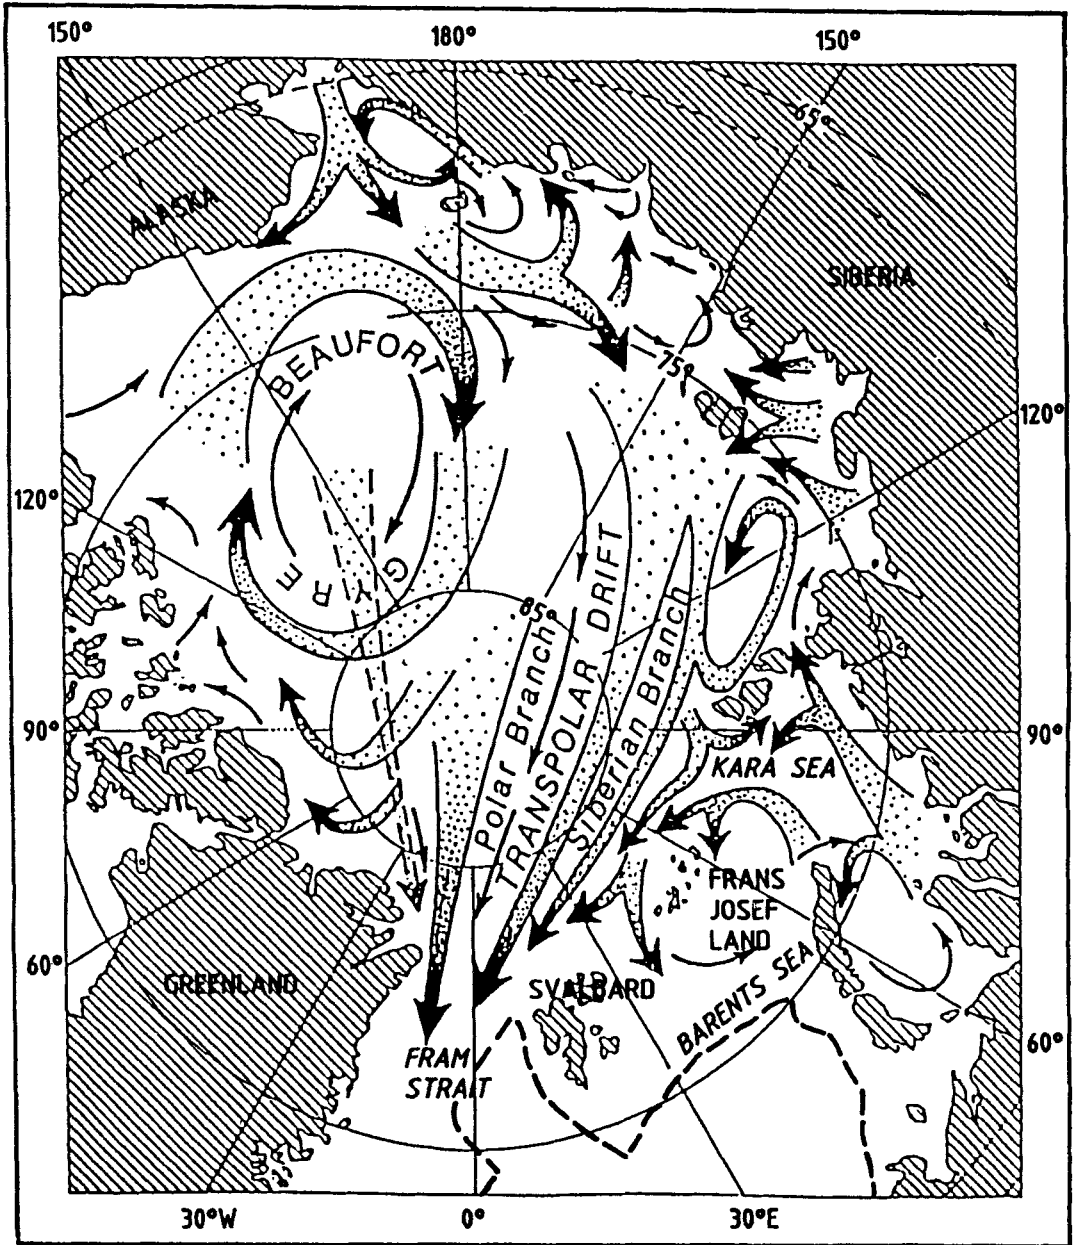 150°
180°
150°
65°
ALASKA
SIBERIA
75°
BEAUFORT
GYRE
120°
120°
85°
Polar Branch
TRANSPOLAR DRIFT
Siberian Branch
90°
90°
KARA SEA
FRANS
JOSEF
LAND
60°
GREENLAND
SVALBARD
BARENTS SEA
FRAM
STRAIT
60°
30°W
0°
30°E